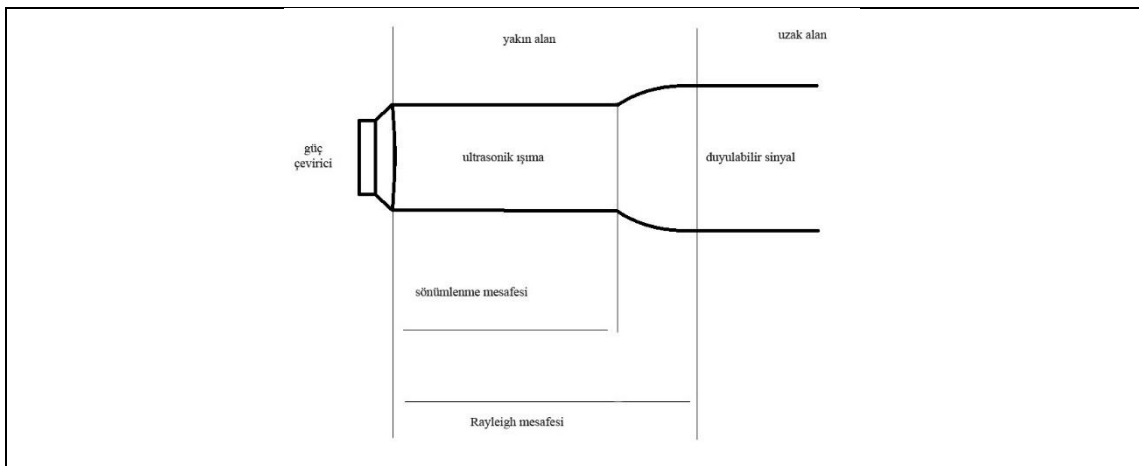 yakın alan
uzak alan
güç
çevirici
ultrasonik ışıma
duyulabilir sinyal
sönümlenme mesafesi
Rayleigh mesafesi